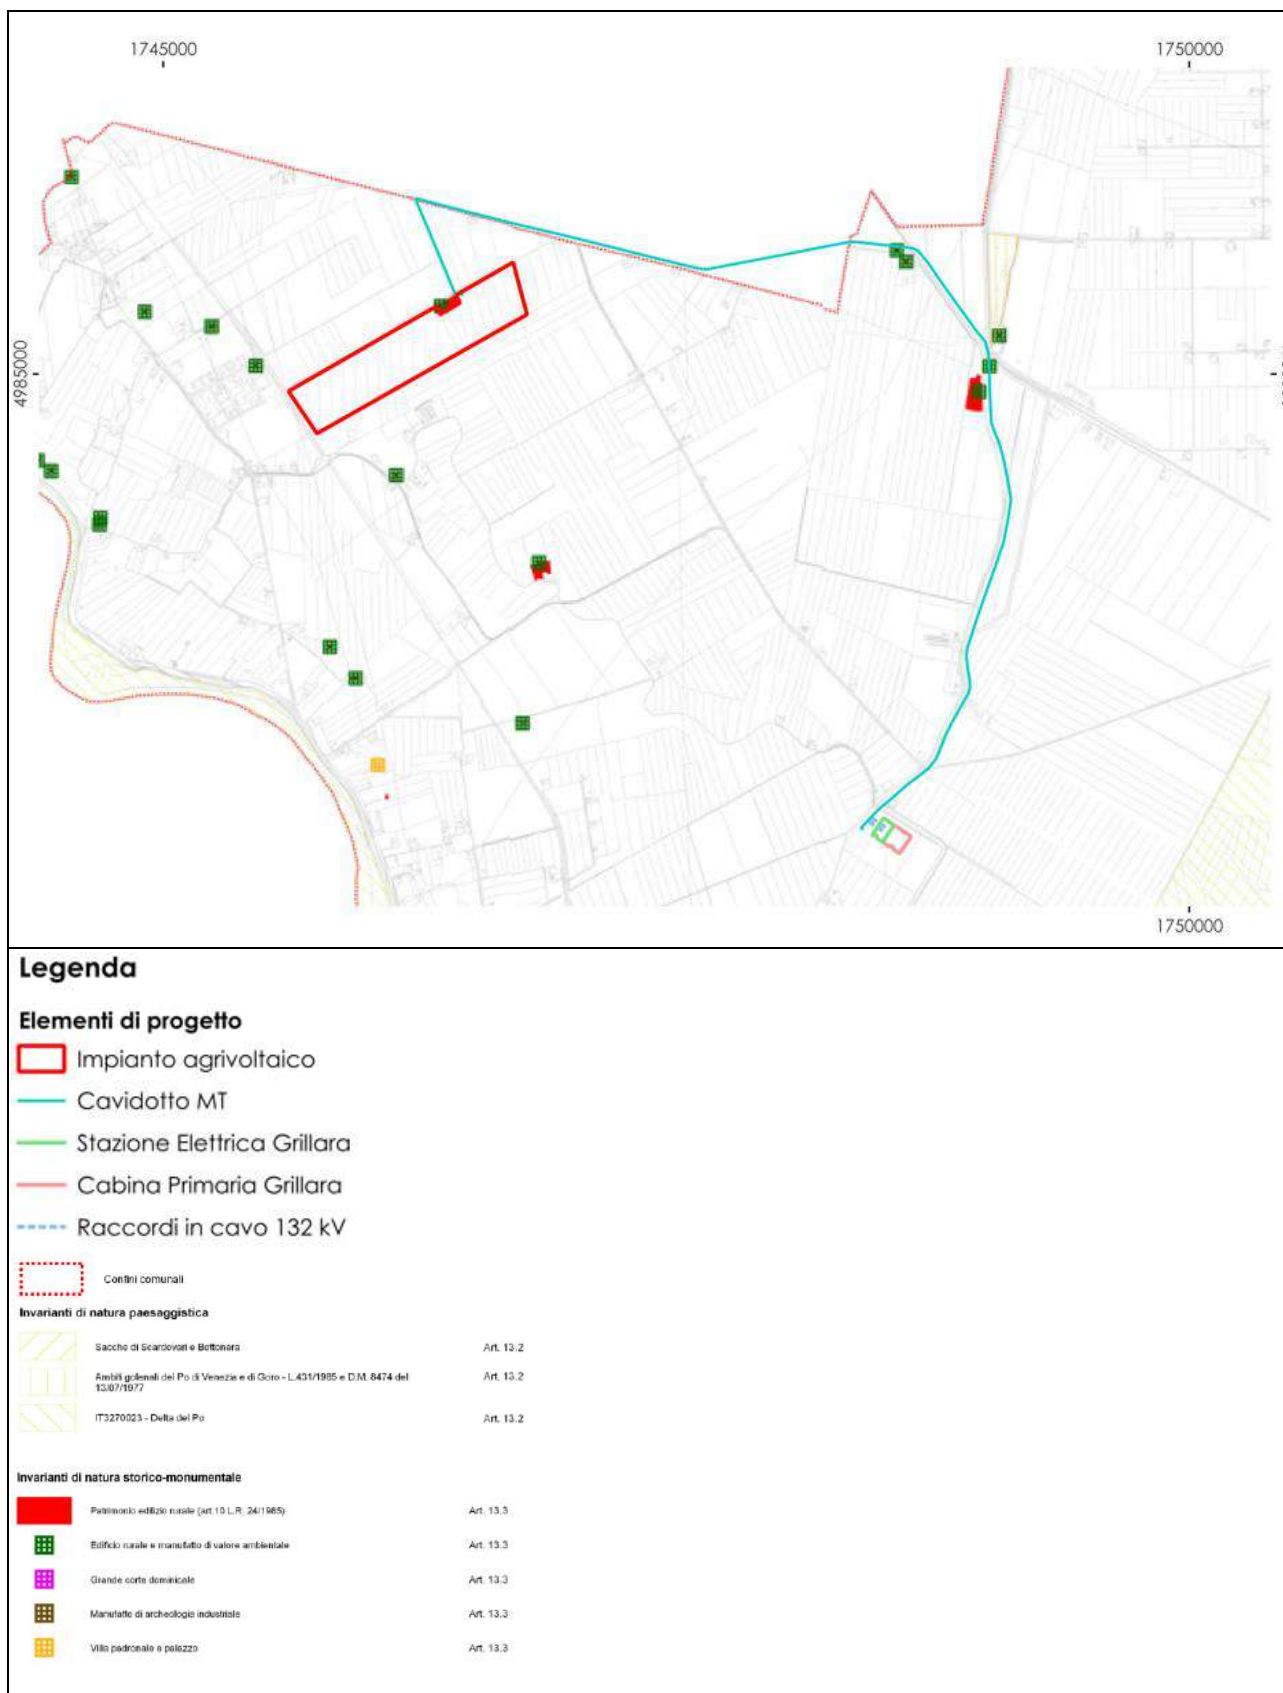 1745000
1750000
4985000
1750000
Legenda
Elementi di progetto
Impianto agrivoltaico
Cavidotto MT
Stazione Elettrica Grillara
Cabina Primaria Grillara
Raccordi in cavo 132 kV
Confini comunali
Invarianti di natura paesaggistica
Sacche di Scardovari e Bottonera Art. 13.2
Ambiti golenali del Po di Venezia e di Goro - L.431/1985 e D.M. 8474 del Art. 13.2
13/07/1977
IT3270023 - Delta del Po Art. 13.2
Invarianti di natura storico-monumentale
Patrimonio edilizio rurale (art.10 L.R. 24/1985) Art. 13.3
Edificio rurale e manufatto di valore ambientale Art. 13.3
Grande corte dominicale Art. 13.3
Manufatto di archeologia industriale Art. 13.3
Villa padronale e palazzo Art. 13.3